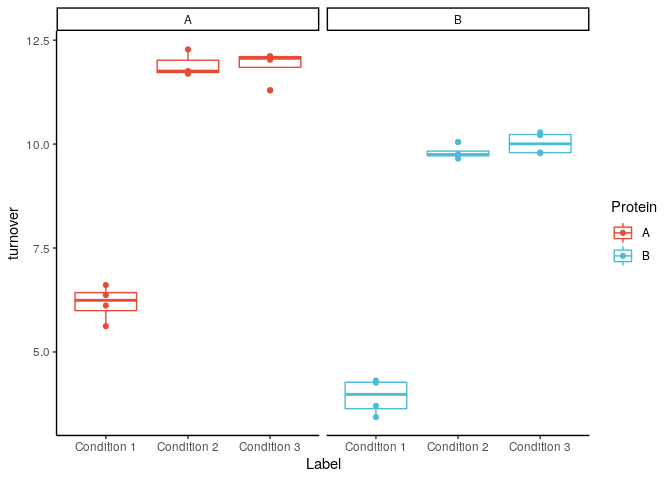 A B
12.5
10.0
7.5
5.0
turnover
Condition 1 Condition 2 Condition 3 Condition 1 Condition 2 Condition 3
Label
Protein
A
B